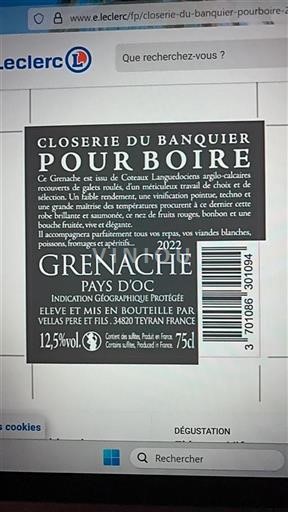 www.e.leclerc/fp/closerie-du-banquier-pourboire-2
Leclerc L
Que recherchez-vous ?
CLOSERIE DU BANQUIER
POURBOIRE
Ce Grenache est issu de Coteaux Languedociens argilo-calcaires
recouverts de galets roulés, d'un méticuleux travail de choix et de
sélection. Un faible rendement, une vinification pointue, techno et
une grande maîtrise des températures procurent à ce dernier cette
robe brillante et saumonée, ce nez de fruits rouges, bonbon et une
bouche fruitée, vive et élégante.
Il accompagnera parfaitement tous vos repas, vos viandes blanches,
poissons, fromages et apéritifs...
2022
VINIOU
GRENACHE
PAYS D'OC
INDICATION GÉOGRAPHIQUE PROTÉGÉE
ELEVE ET MIS EN BOUTEILLE PAR
VELLAS PERE ET FILS . 34820 TEYRAN FRANCE
12,5%vol.
Contient des sulfites, Produit en France.
Contains sulfites, Produced in France.
75cl
3 701086 301094
s cookies
DÉGUSTATION
Rechercher